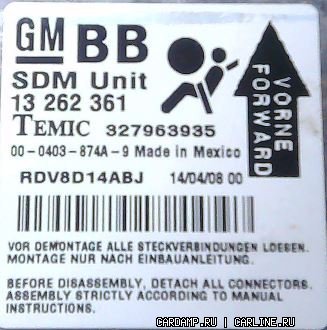 GM BB
SDM Unit
13 262 361
TEMIC 327963935
00-0403-874A-9 Made in Mexico
RDV8D14ABJ 14/04/08 00
VORNE
FORWARD
VOR DEMONTAGE ALLE STECKVERBINDUNGEN LOESEN.
MONTAGE NUR NACH EINBAUANLEITUNG.
BEFORE DISASSEMBLY, DETACH ALL CONNECTORS.
ASSEMBLY STRICTLY ACCORDING TO MANUAL
INSTRUCTIONS.
CARDAMP.RU | CARLINE.RU